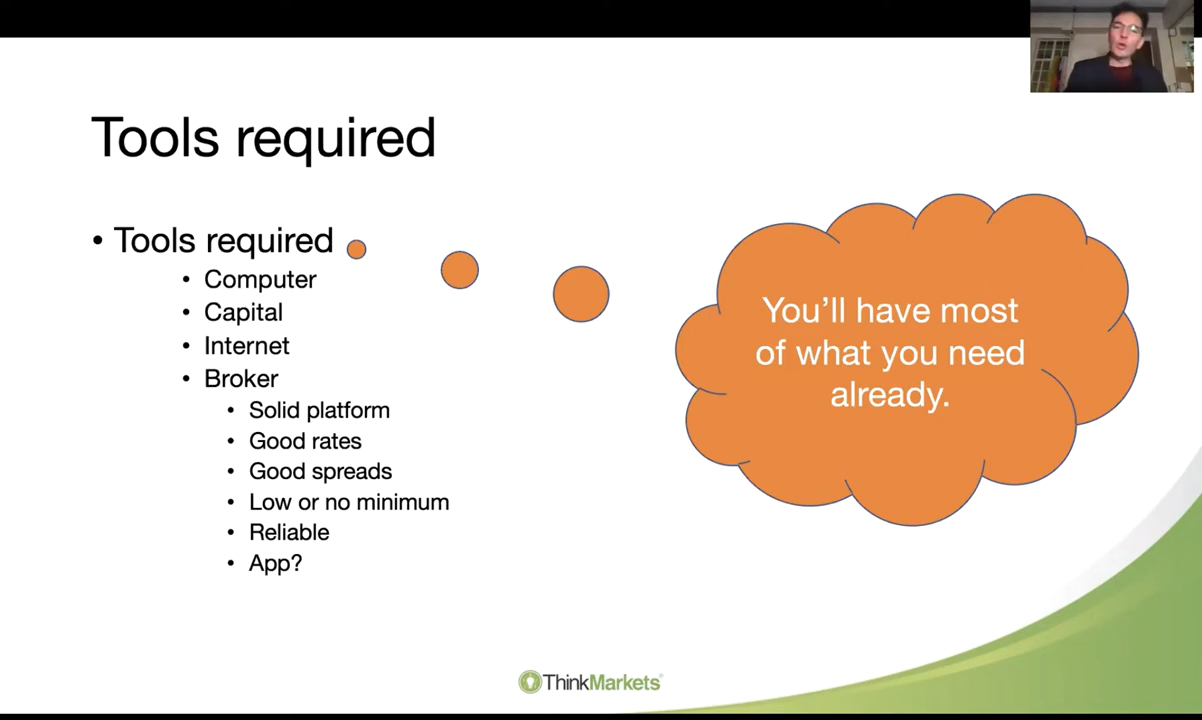 Tools required
• Tools required
• Computer
• Capital
• Internet
• Broker
• Solid platform
• Good rates
• Good spreads
• Low or no minimum
• Reliable
• App?
You’ll have most
of what you need
already.
ThinkMarkets